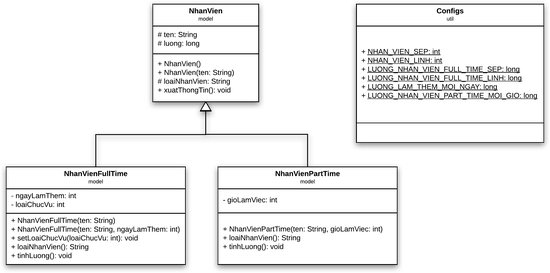 NhanVien
model
# ten: String
# luong: long
+ NhanVien()
+ NhanVien(ten: String)
# loaiNhanVien: String
+ xuatThongTin(): void
Configs
util
+ NHAN_VIEN_SEP: int
+ NHAN_VIEN_LINH: int
+ LUONG_NHAN_VIEN_FULL_TIME_SEP: long
+ LUONG_NHAN_VIEN_FULL_TIME_LINH: long
+ LUONG_LAM_THEM_MOI_NGAY: long
+ LUONG_NHAN_VIEN_PART_TIME_MOI_GIO: long
NhanVienFullTime
model
- ngayLamThem: int
- loaiChucVu: int
+ NhanVienFullTime(ten: String)
+ NhanVienFullTime(ten: String, ngayLamThem: int)
+ setLoaiChucVu(loaiChucVu: int): void
+ loaiNhanVien(): String
+ tinhLuong(): void
NhanVienPartTime
model
- gioLamViec: int
+ NhanVienPartTime(ten: String, gioLamViec: int)
+ loaiNhanVien(): String
+ tinhLuong(): void